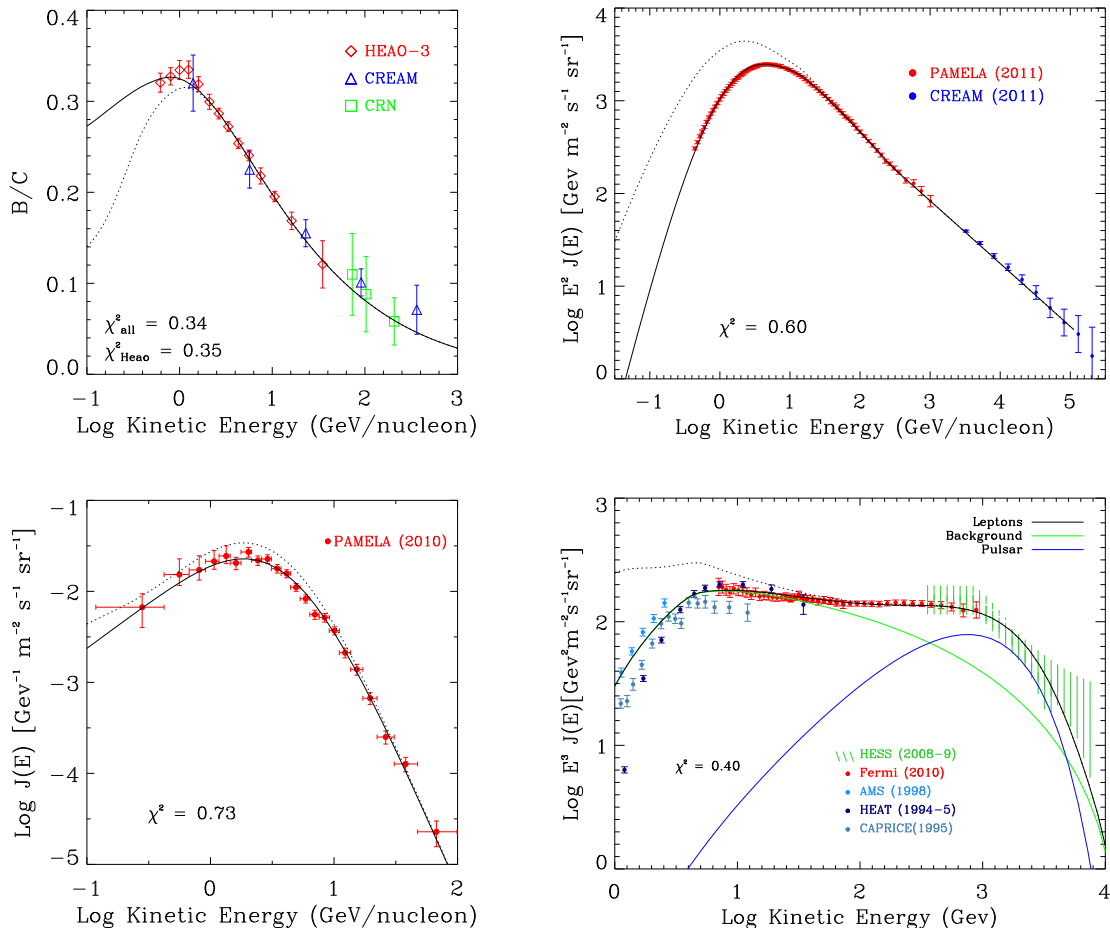 0.4
0.3
0.2
0.1
0.0
B/C
HEAO-3
CREAM
CRN
χ²all = 0.34
χ²Heao = 0.35
−1 0 1 2 3
Log Kinetic Energy (GeV/nucleon)
4
3
2
1
0
Log E² J(E) [Gev m⁻² s⁻¹ sr⁻¹]
PAMELA (2011)
CREAM (2011)
χ² = 0.60
−1 0 1 2 3 4 5
Log Kinetic Energy (GeV/nucleon)
−1
−2
−3
−4
−5
Log J(E) [Gev⁻¹ m⁻² s⁻¹ sr⁻¹]
PAMELA (2010)
χ² = 0.73
−1 0 1 2
Log Kinetic Energy (GeV/nucleon)
3
2
1
0
Log E³ J(E)[Gev²m⁻²s⁻¹sr⁻¹]
Leptons
Background
Pulsar
χ² = 0.40
HESS (2008-9)
Fermi (2010)
AMS (1998)
HEAT (1994-5)
CAPRICE(1995)
0 1 2 3 4
Log Kinetic Energy (Gev)